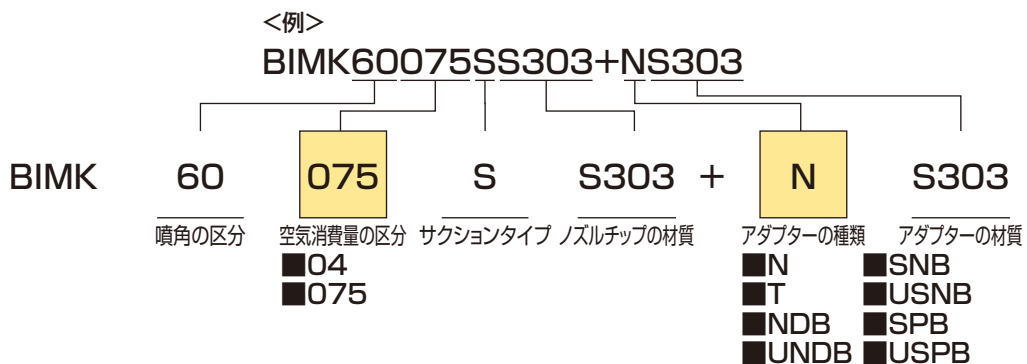 <例>
BIMK60075SS303+NS303
BIMK 60 075 S S303 + N S303
噴角の区分 空気消費量の区分 サクションタイプ ノズルチップの材質 アダプターの種類 アダプターの材質
■04 ■N ■SNB
■075 ■T ■USNB
■NDB ■SPB
■UNDB ■USPB